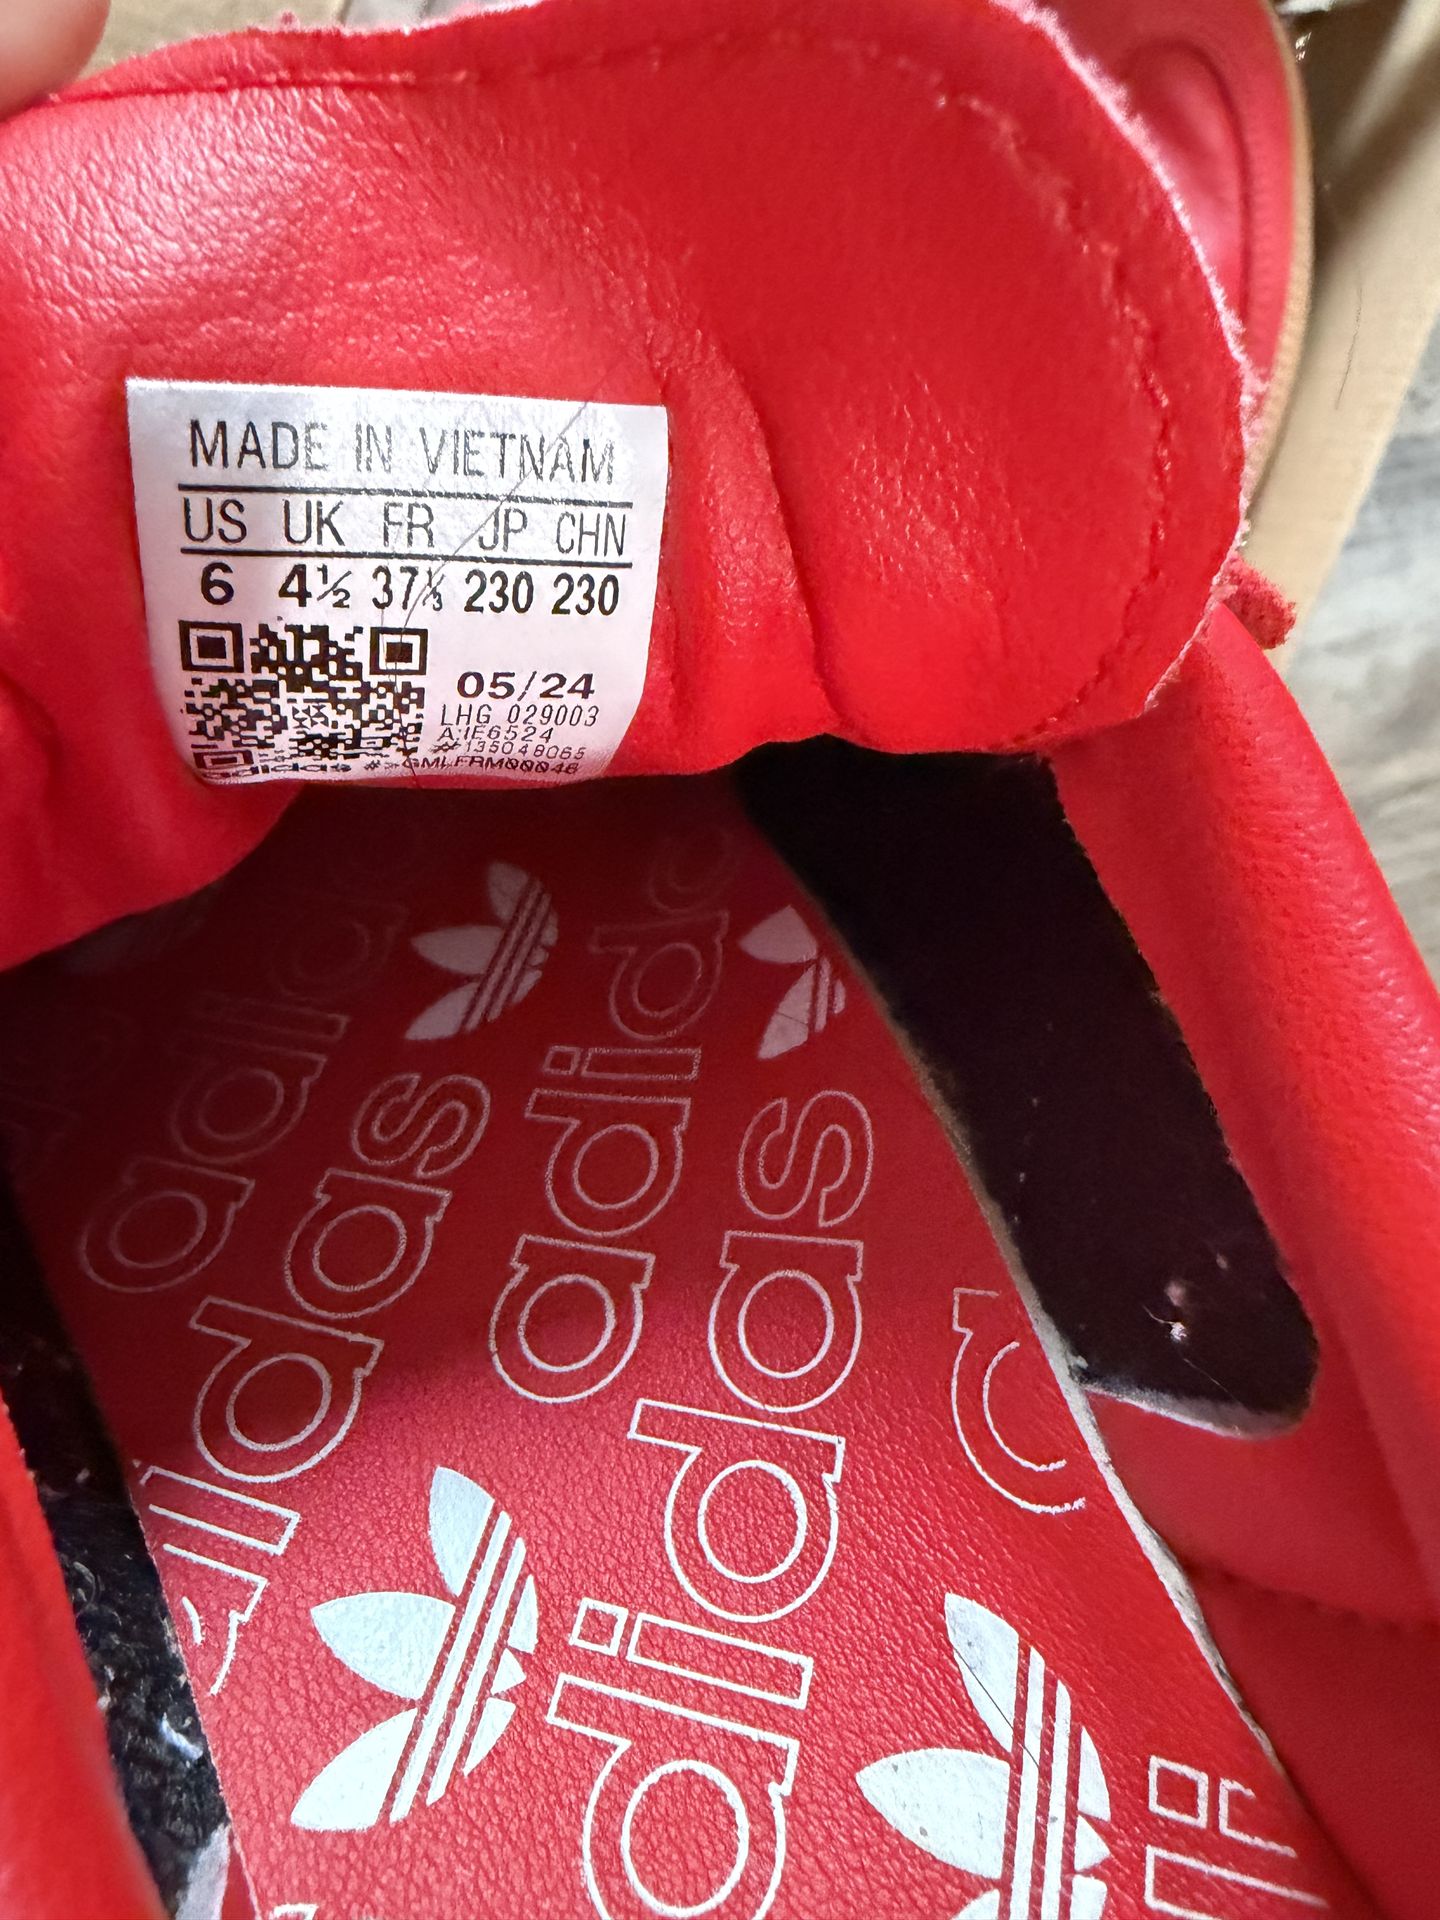 MADE IN VIETNAM
US UK FR JP CHN
6 4½ 37⅓ 230 230
05/24
LHG 029003
A:IE6524
#135048065
adidas
adidas
adidas
adidas